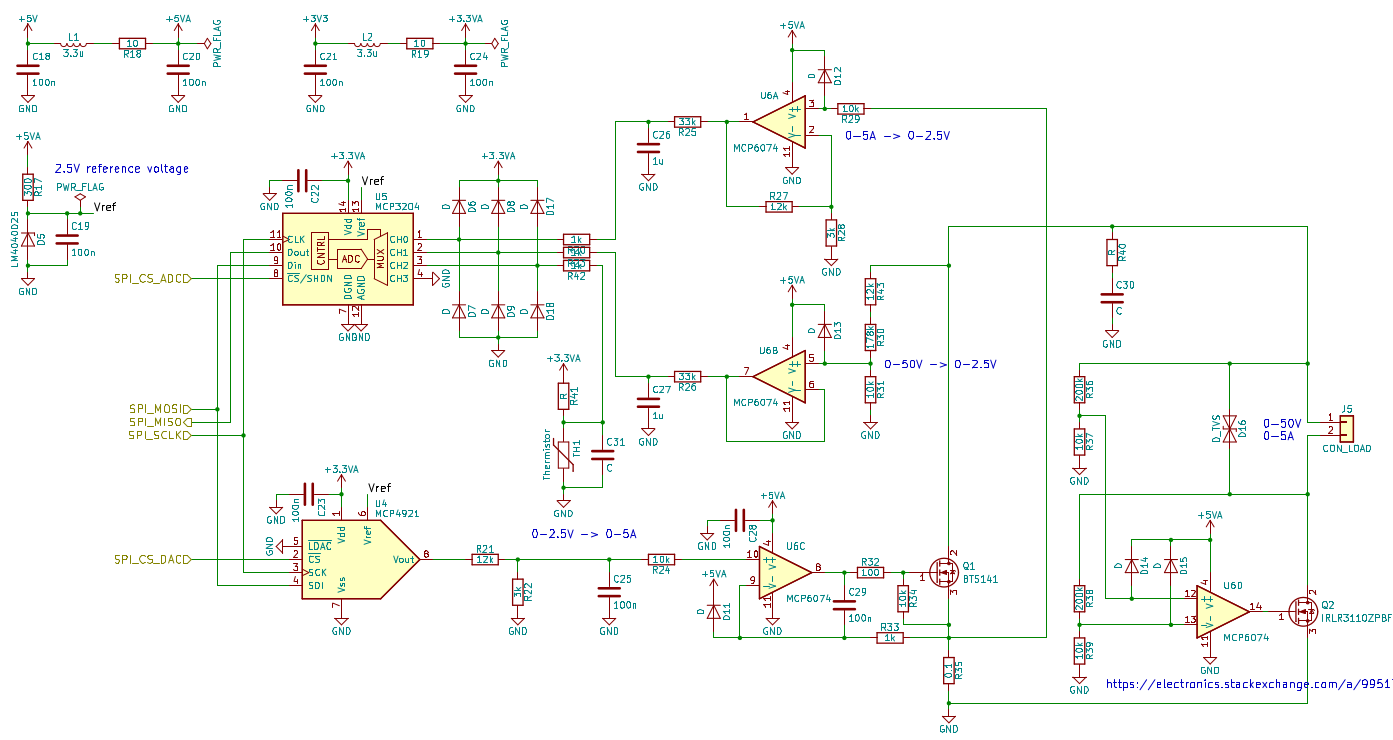 +5V
L1
3.3u
10
R18
+5VA
PWR_FLAG
C18
100n
GND
C20
100n
GND
+3V3
L2
3.3u
10
R19
+3.3VA
PWR_FLAG
C21
100n
GND
C24
100n
GND
+5VA
300
R17
2.5V reference voltage
PWR_FLAG
Vref
LM4040D25
D5
C19
100n
GND
+3.3VA
Vref
GND
100n
C22
U5
MCP3204
14
13
Vdd
Vref
11
CLK
10
Dout
9
Din
8
CS/SHDN
CNTRL
ADC
MUX
CH0
1
CH1
2
CH2
3
CH3
4
GND
DGND
AGND
7
12
GND
GND
SPI_CS_ADC
+3.3VA
D
D6
D
D8
D
D17
D
D7
D
D9
D
D18
GND
1k
1k
R42
+3.3VA
R
R41
Thermistor
TH1
C31
C
GND
SPI_MOSI
SPI_MISO
SPI_SCLK
SPI_CS_DAC
+3.3VA
Vref
GND
100n
C23
U4
MCP4921
1
6
Vdd
Vref
GND
5
LDAC
2
CS
3
SCK
4
SDI
Vss
7
GND
Vout
8
R21
12k
3k
R22
GND
0-2.5V -> 0-5A
C25
100n
GND
10k
R24
+5VA
GND
100n
C28
4
10
9
V+
V-
11
U6C
8
MCP6074
GND
+5VA
D
D11
C29
100n
R32
100
10k
R34
R33
1k
Q1
BTS141
1
2
3
0.1
R35
GND
+5VA
D
D12
U6A
4
3
2
V+
V-
1
11
MCP6074
GND
10k
R29
0-5A -> 0-2.5V
33k
R25
C26
1u
GND
R27
12k
3k
R28
GND
+5VA
D
D13
U6B
4
5
6
V+
V-
7
11
MCP6074
GND
12k
R43
178k
R30
10k
R31
GND
0-50V -> 0-2.5V
33k
R26
C27
1u
GND
R
R40
C30
C
GND
200k
R36
10k
R37
GND
D_TVS
D16
0-50V
0-5A
J5
1
2
CON_LOAD
200k
R38
10k
R39
GND
+5VA
D
D14
D
D15
4
12
13
V+
V-
11
U6D
14
MCP6074
GND
Q2
IRLR3110ZPBF
1
2
3
https://electronics.stackexchange.com/a/9951